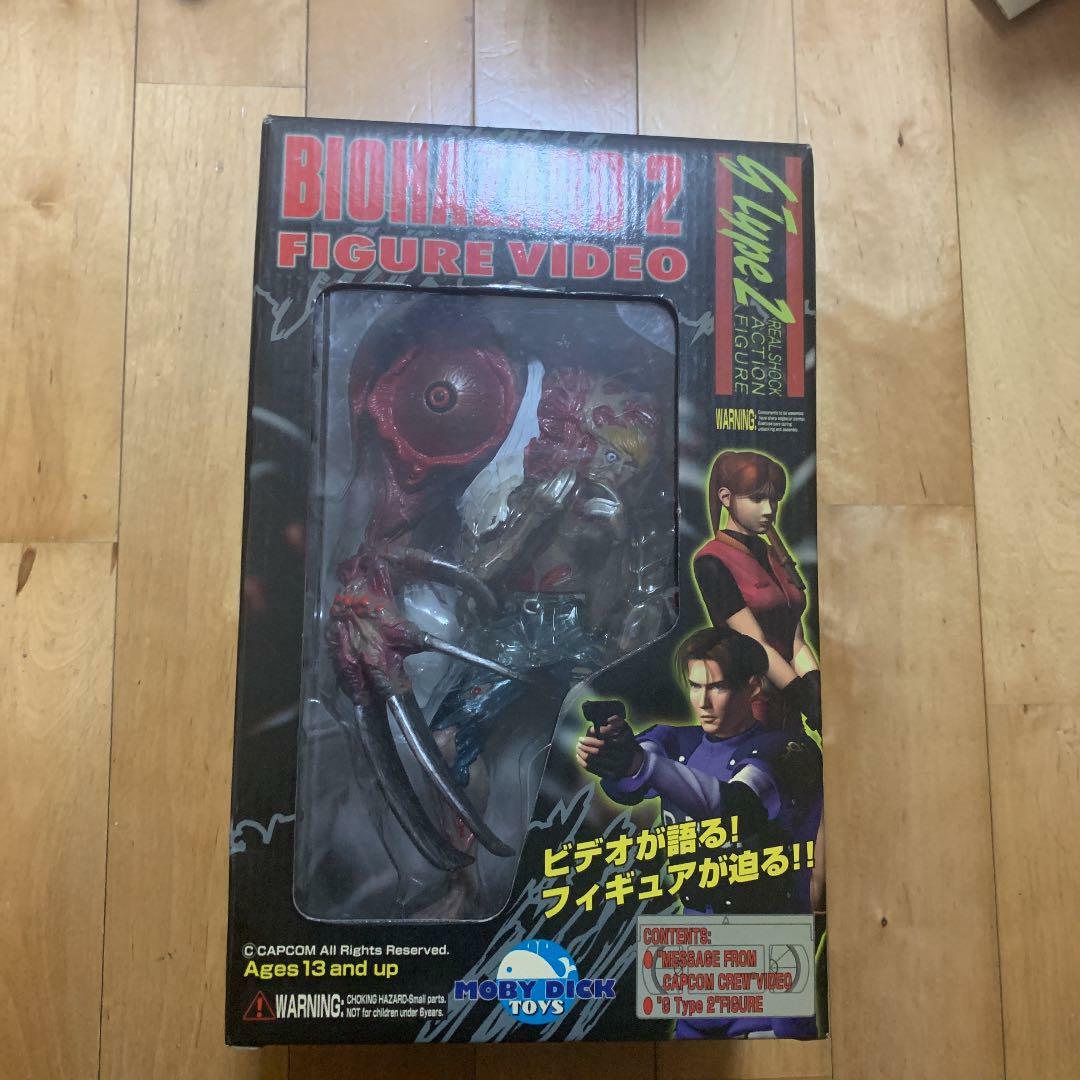 BIOHAZARD 2
FIGURE VIDEO
G Type 2
REAL SHOCK
ACTION
FIGURE
WARNING:
ビデオが語る!
フィギュアが迫る!!
© CAPCOM All Rights Reserved.
Ages 13 and up
WARNING: CHOKING HAZARD-Small parts.
NOT for children under 6years.
MOBY DICK
TOYS
CONTENTS:
●"MESSAGE FROM
CAPCOM CREW"VIDEO
●"G Type 2"FIGURE